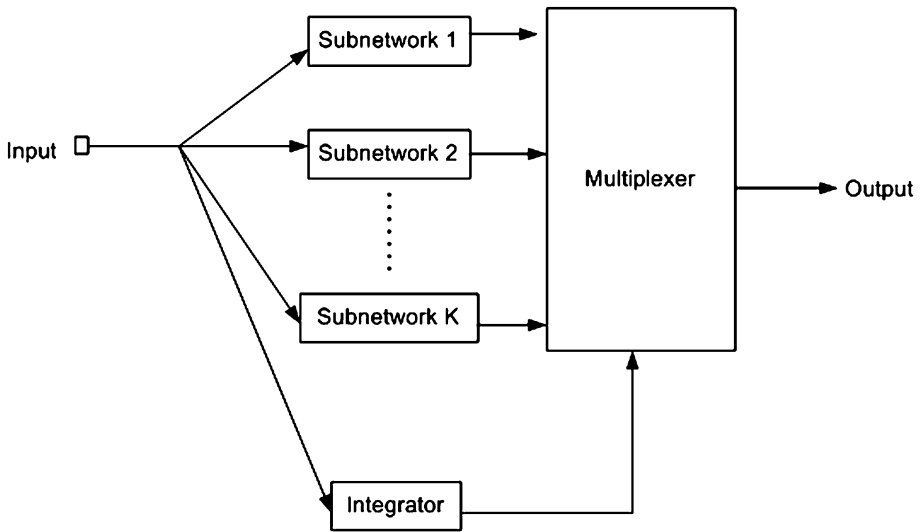 Subnetwork 1
Input
Subnetwork 2
Multiplexer
Output
Subnetwork K
Integrator